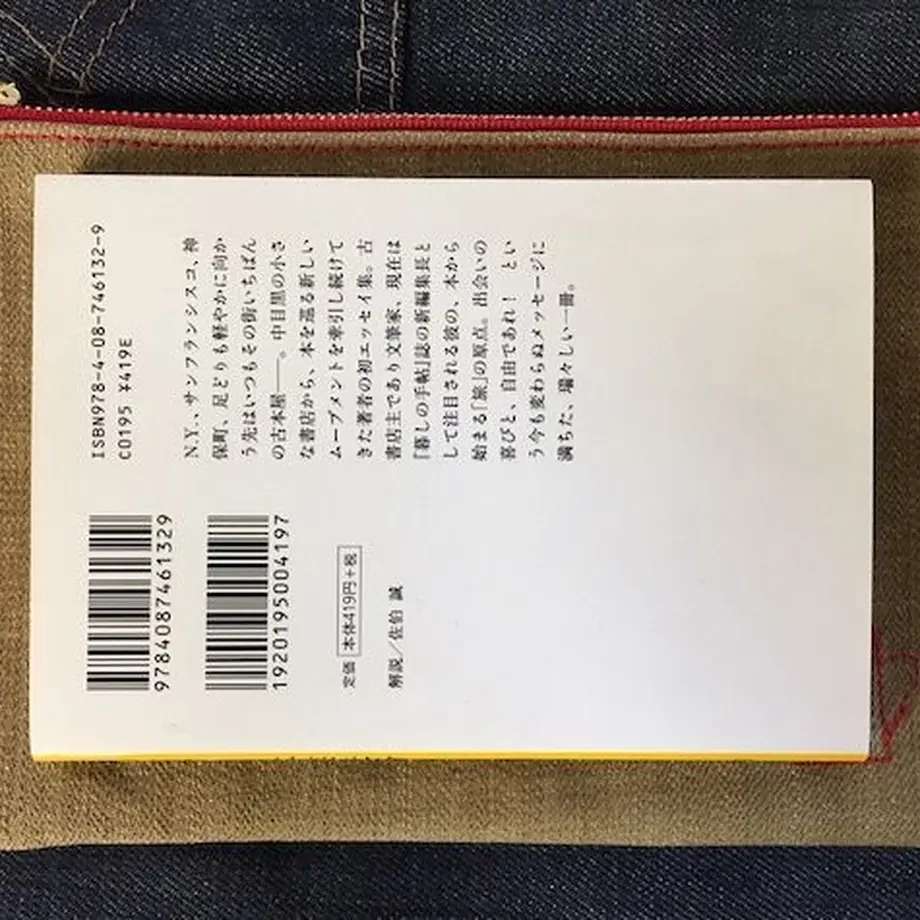 ISBN978-4-08-746132-9
C0195 ¥419E
N.Y.、サンフランシスコ、神
保町、足どりも軽やかに向か
う先はいつもその街いちばん
の古本屋――。中目黒の小さ
な書店から、本を巡る新しい
ムーブメントを牽引し続けて
きた著者の初エッセイ集。古
書店主であり文筆家、現在は
『暮しの手帖』誌の新編集長と
して注目される彼の、本から
始まる「旅」の原点。出会いの
喜びと、自由であれ！ とい
う今も変わらぬメッセージに
満ちた、瑞々しい一冊。
9784087461329
1920195004197
定価 本体419円+税
解説／佐伯 誠